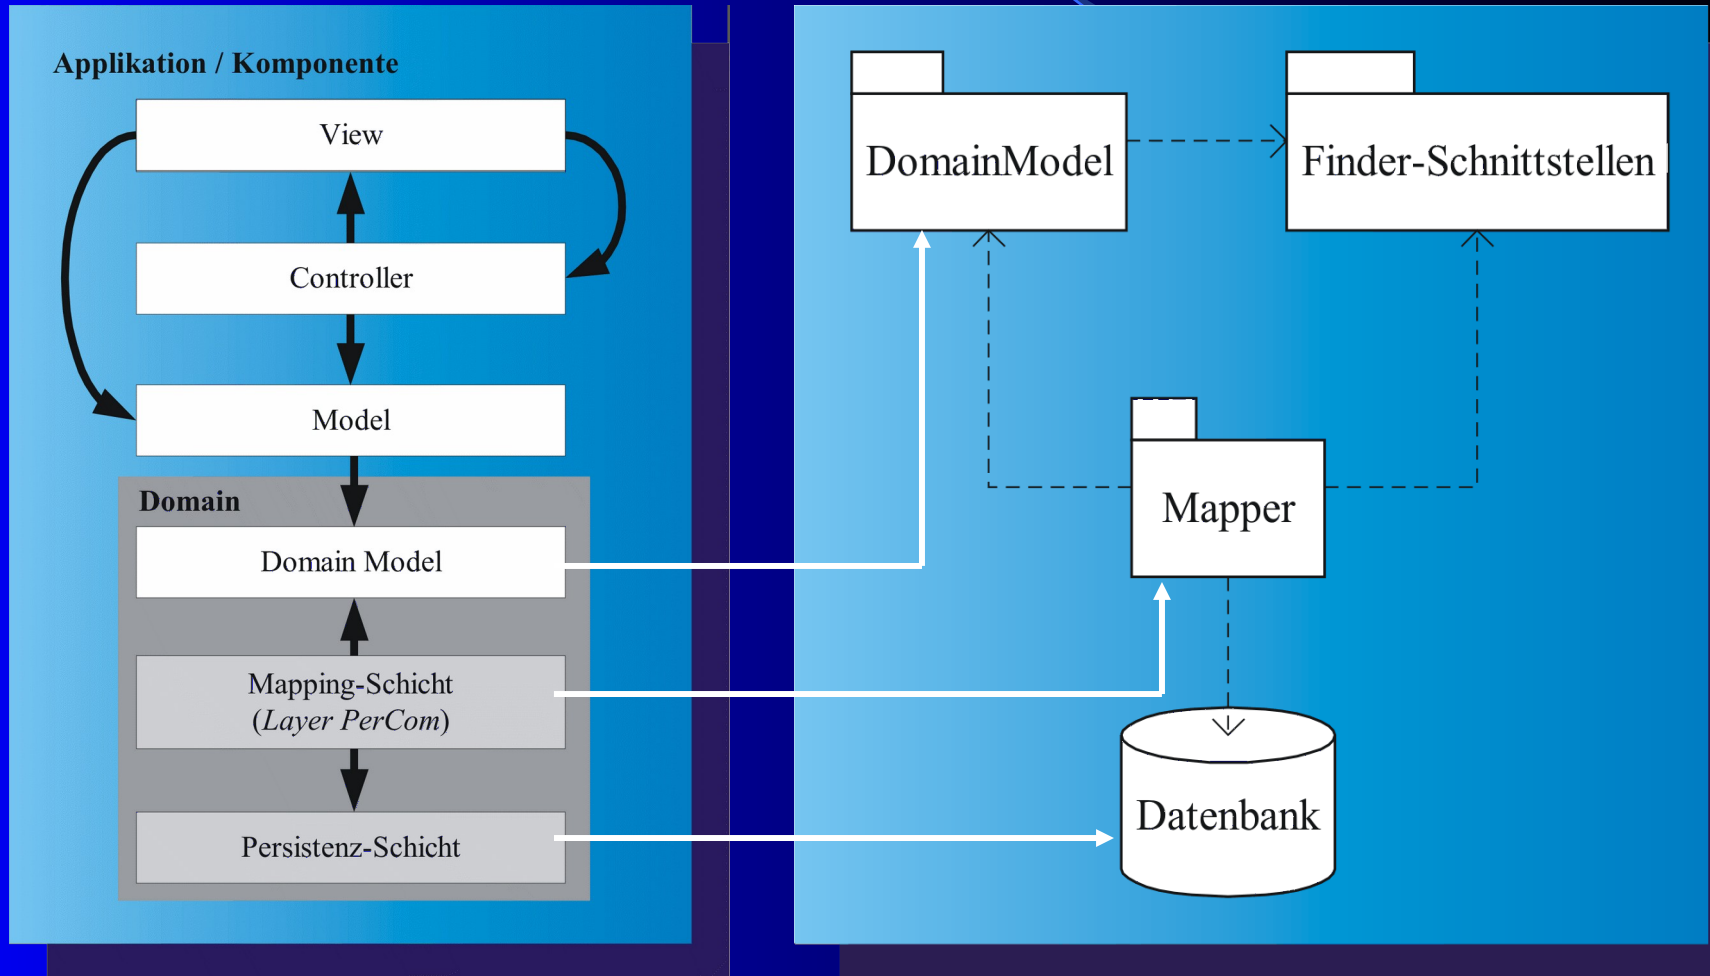 Applikation / Komponente
View
Controller
Model
Domain
Domain Model
Mapping-Schicht
(Layer PerCom)
Persistenz-Schicht
DomainModel
Finder-Schnittstellen
Mapper
Datenbank